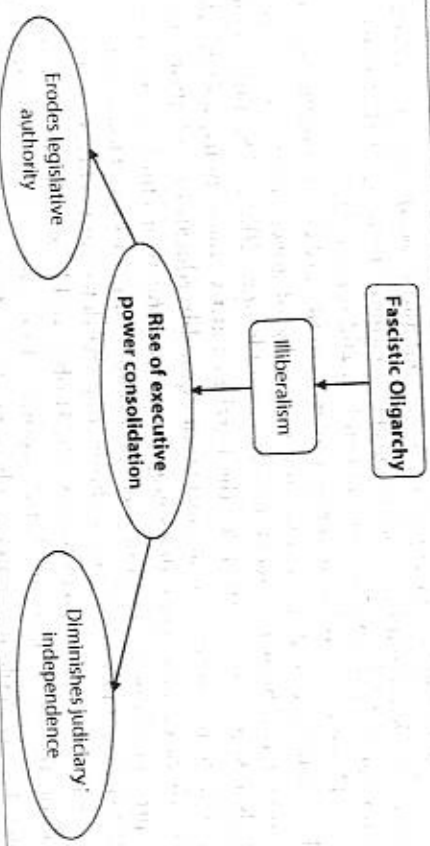 Fascistic Oligarchy
Illiberalism
Rise of executive
power consolidation
Erodes legislative
authority
Diminishes judiciary
independence